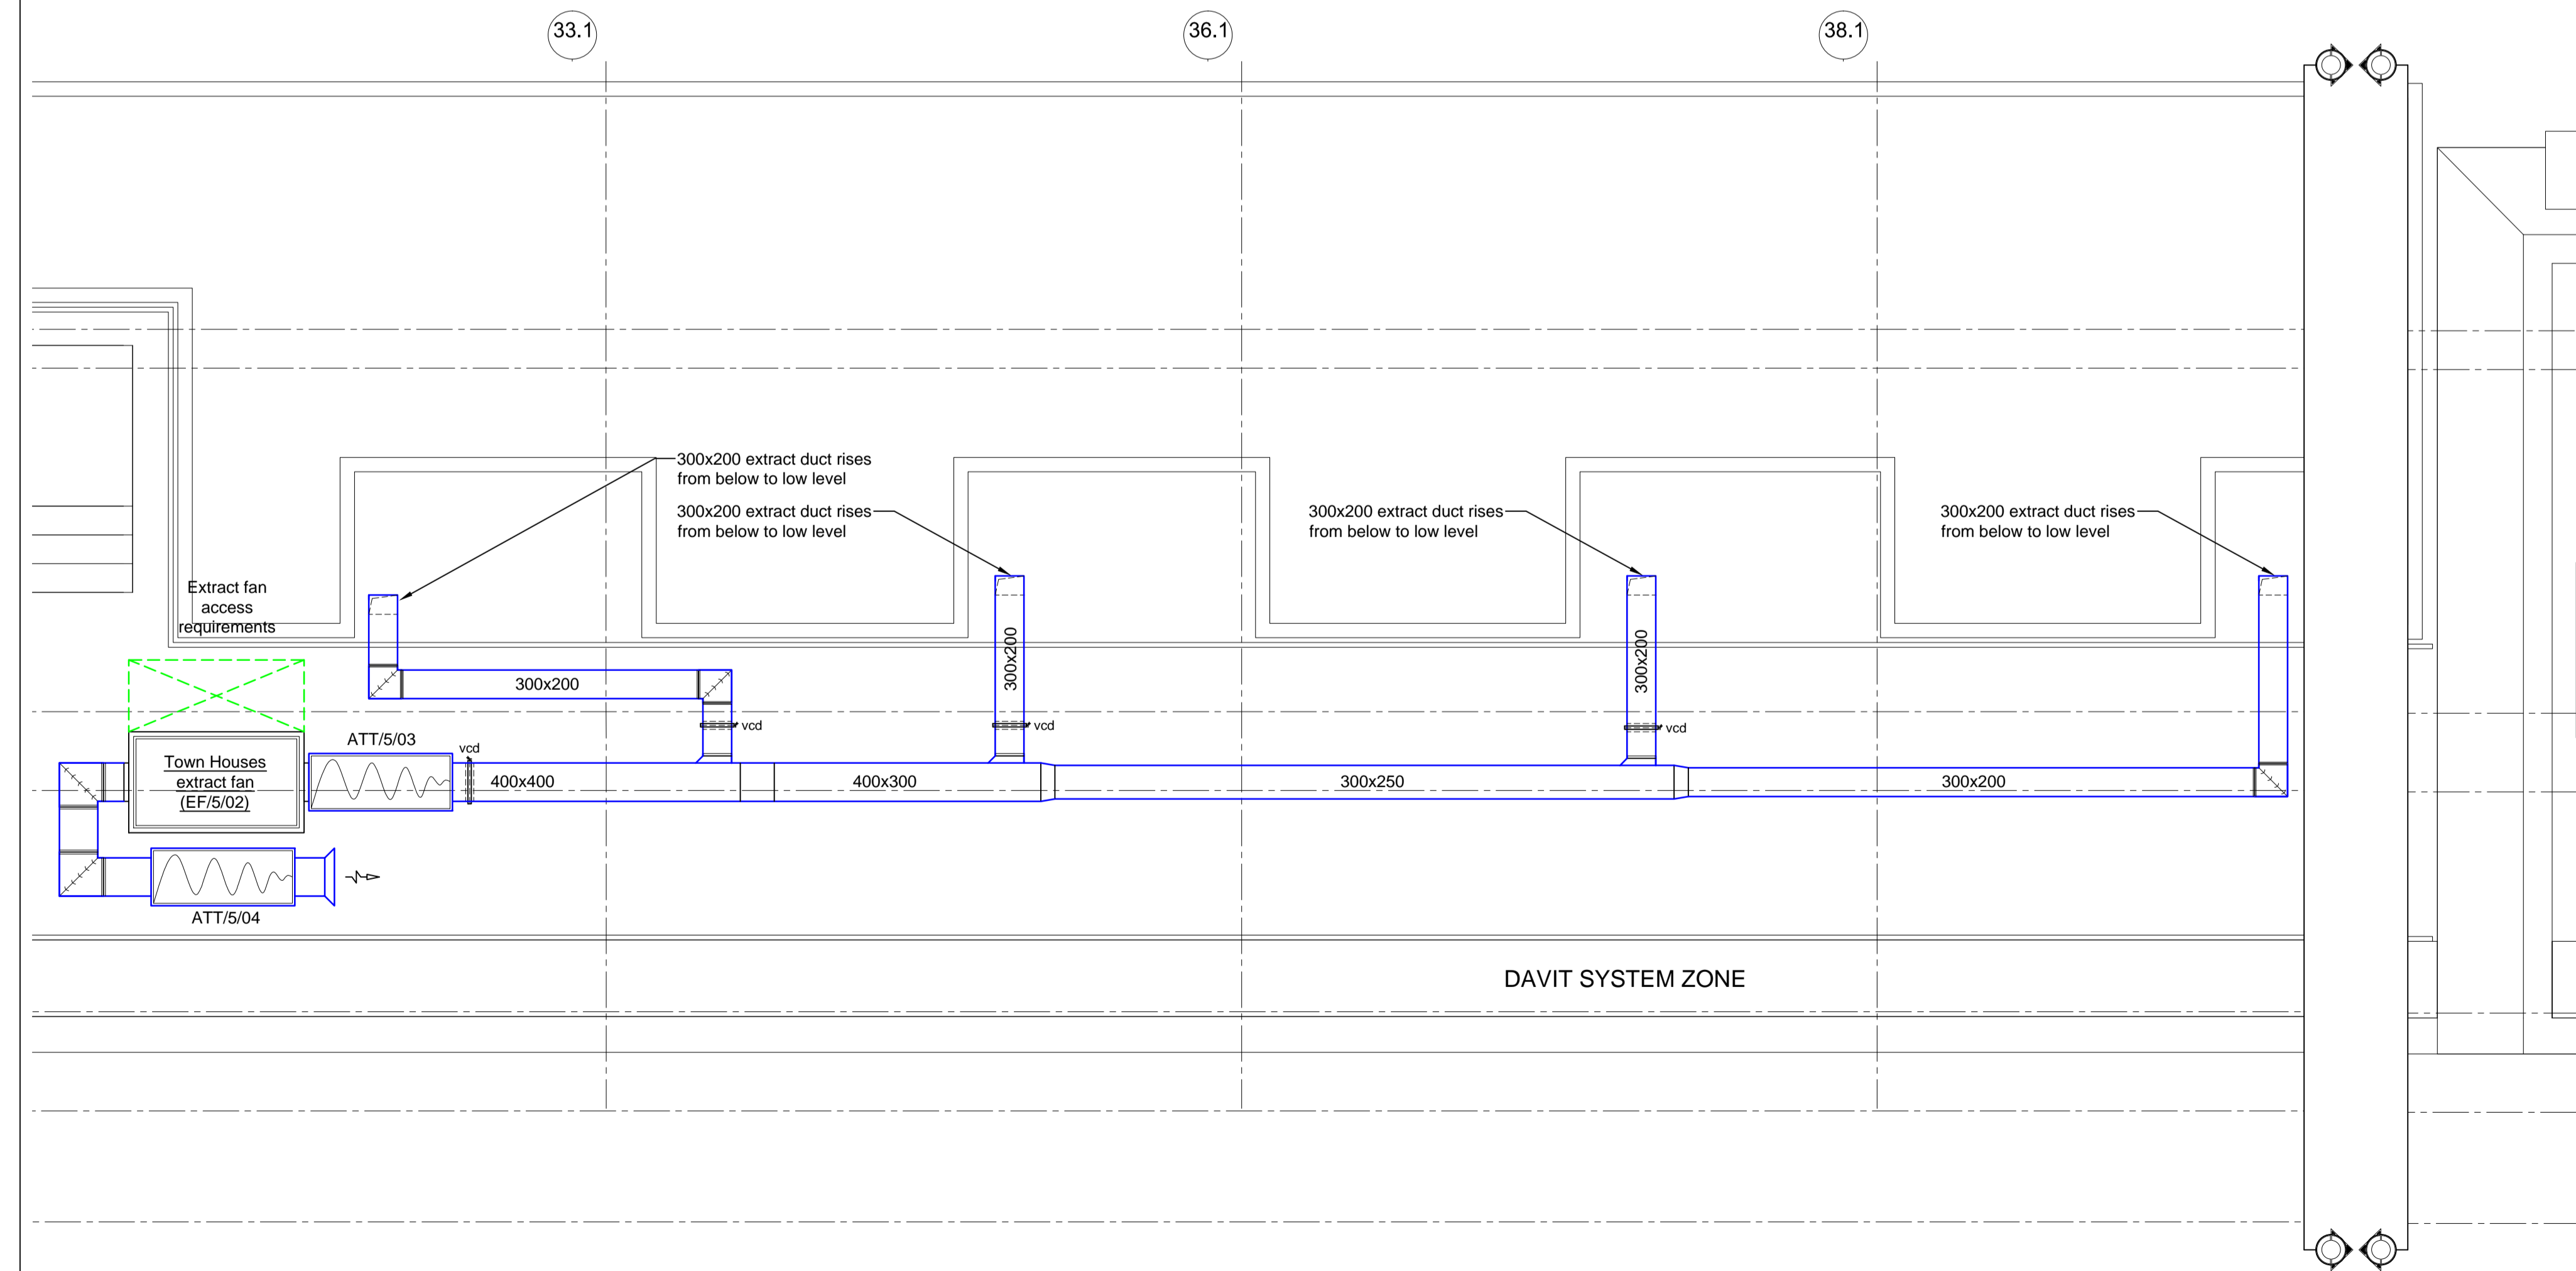 33.1
36.1
38.1
300x200 extract duct rises
from below to low level
300x200 extract duct rises
from below to low level
300x200 extract duct rises
from below to low level
300x200 extract duct rises
from below to low level
Extract fan
access
requirements
300x200
300x200
300x200
vcd
vcd
vcd
ATT/5/03
vcd
Town Houses
extract fan
(EF/5/02)
400x400
400x300
300x250
300x200
ATT/5/04
DAVIT SYSTEM ZONE